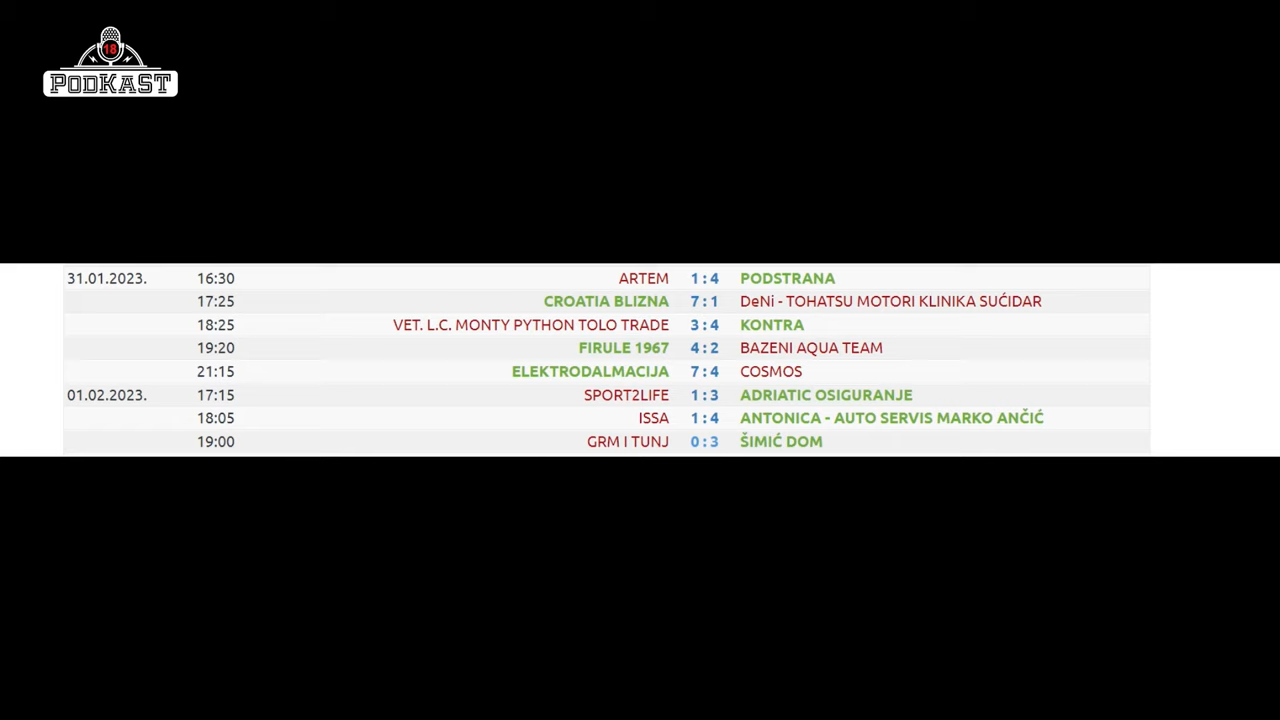 18
PODKAST
31.01.2023. 16:30 ARTEM 1 : 4 PODSTRANA
17:25 CROATIA BLIZNA 7 : 1 DeNi - TOHATSU MOTORI KLINIKA SUĆIDAR
18:25 VET. L.C. MONTY PYTHON TOLO TRADE 3 : 4 KONTRA
19:20 FIRULE 1967 4 : 2 BAZENI AQUA TEAM
21:15 ELEKTRODALMACIJA 7 : 4 COSMOS
01.02.2023. 17:15 SPORT2LIFE 1 : 3 ADRIATIC OSIGURANJE
18:05 ISSA 1 : 4 ANTONICA - AUTO SERVIS MARKO ANČIĆ
19:00 GRM I TUNJ 0 : 3 ŠIMIĆ DOM